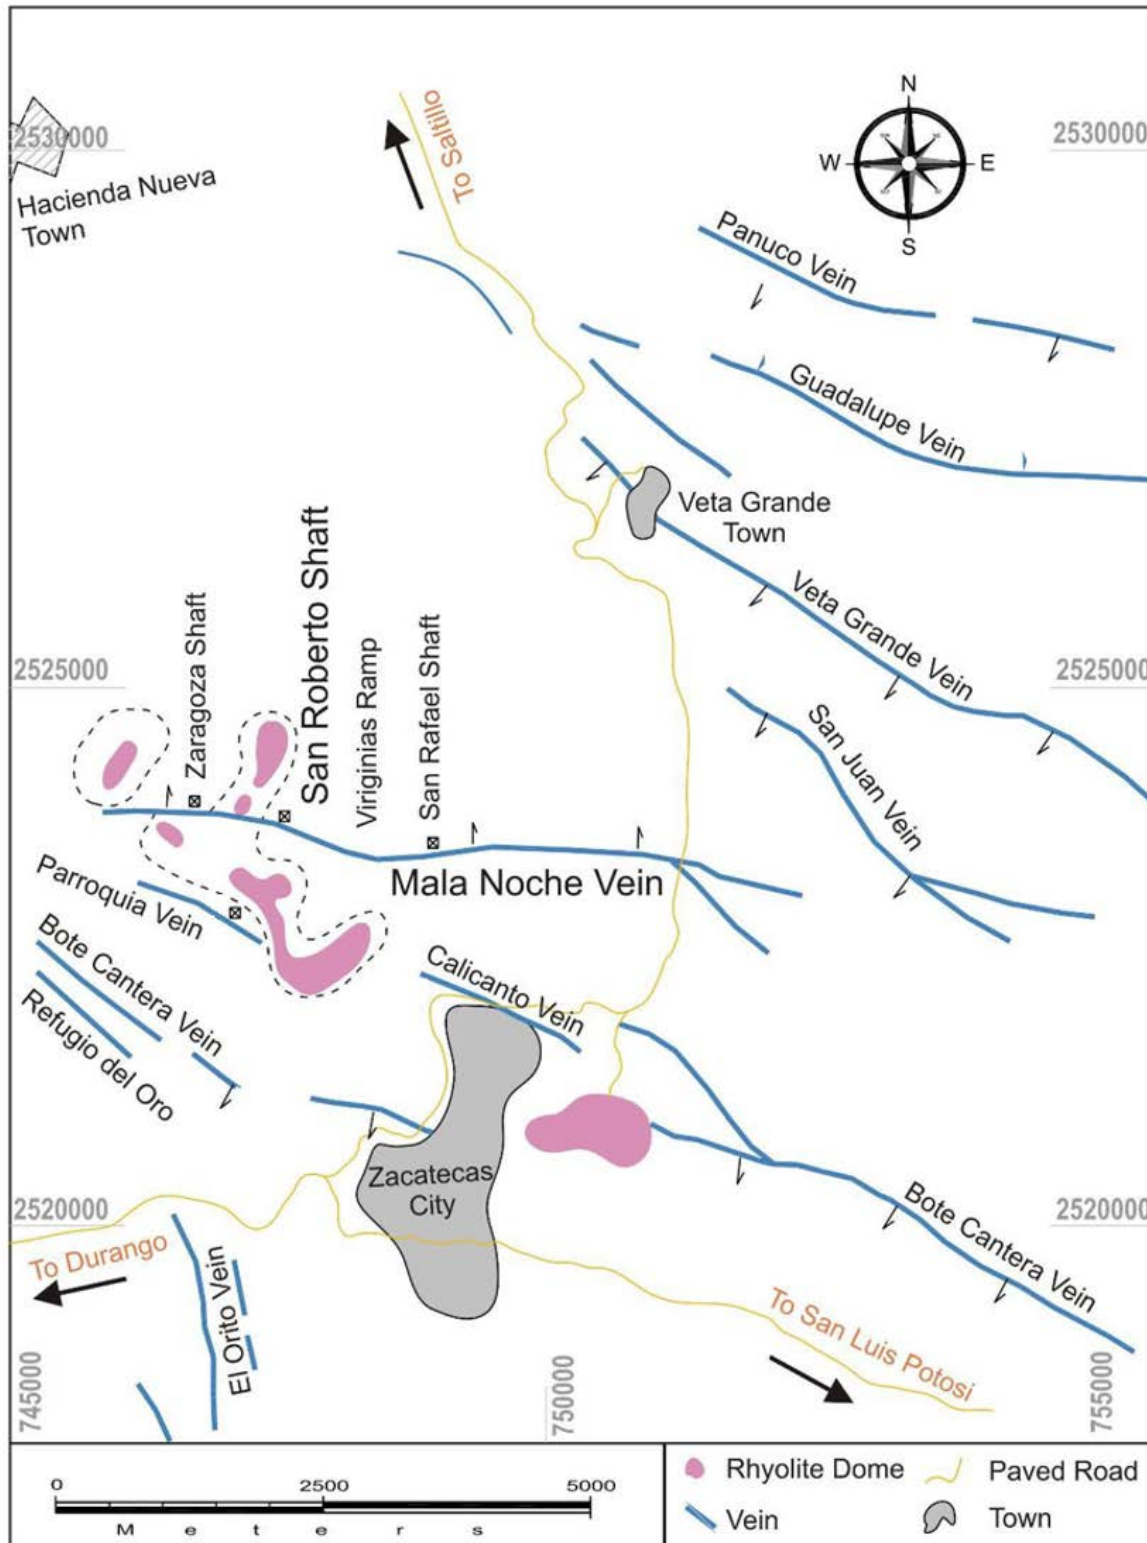 N
W
E
S
2530000
2530000
Hacienda Nueva
Town
To Saltillo
Panuco Vein
Guadalupe Vein
Veta Grande
Town
Veta Grande Vein
2525000
2525000
Zaragoza Shaft
San Roberto Shaft
Viriginias Ramp
San Rafael Shaft
San Juan Vein
Mala Noche Vein
Parroquia Vein
Bote Cantera Vein
Refugio del Oro
Calicanto Vein
Zacatecas
City
Bote Cantera Vein
2520000
2520000
To Durango
El Orito Vein
To San Luis Potosi
745000
750000
755000
0 2500 5000
Meters
Rhyolite Dome
Paved Road
Vein
Town